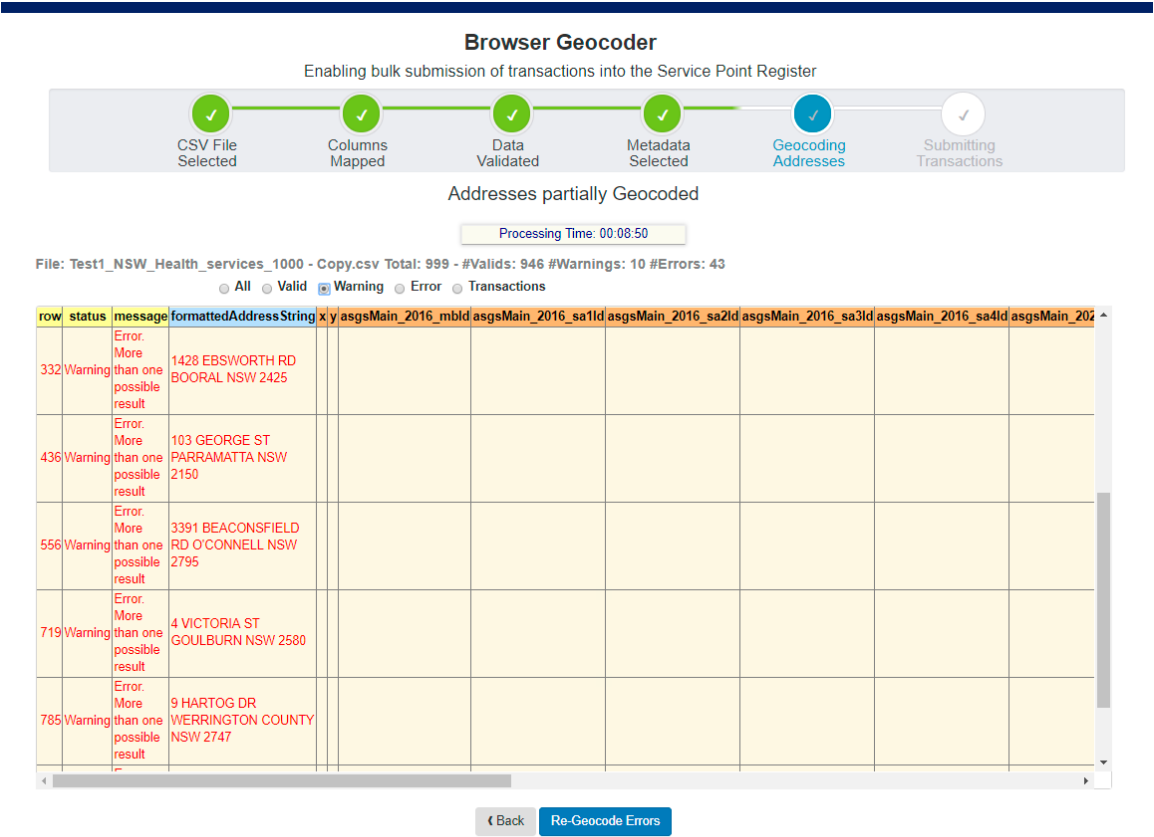 Browser Geocoder
Enabling bulk submission of transactions into the Service Point Register
CSV File
Selected
Columns
Mapped
Data
Validated
Metadata
Selected
Geocoding
Addresses
Submitting
Transactions
Addresses partially Geocoded
Processing Time: 00:08:50
File: Test1_NSW_Health_services_1000 - Copy.csv Total: 999 - #Valids: 946 #Warnings: 10 #Errors: 43
All Valid Warning Error Transactions
row status message formattedAddressString x y asgsMain_2016_mbId asgsMain_2016_sa1Id asgsMain_2016_sa2Id asgsMain_2016_sa3Id asgsMain_2016_sa4Id asgsMain_202
332 Warning
Error.
More
than one
possible
result
1428 EBSWORTH RD
BOORAL NSW 2425
436 Warning
Error.
More
than one
possible
result
103 GEORGE ST
PARRAMATTA NSW
2150
556 Warning
Error.
More
than one
possible
result
3391 BEACONSFIELD
RD O'CONNELL NSW
2795
719 Warning
Error.
More
than one
possible
result
4 VICTORIA ST
GOULBURN NSW 2580
785 Warning
Error.
More
than one
possible
result
9 HARTOG DR
WERRINGTON COUNTY
NSW 2747
Back
Re-Geocode Errors